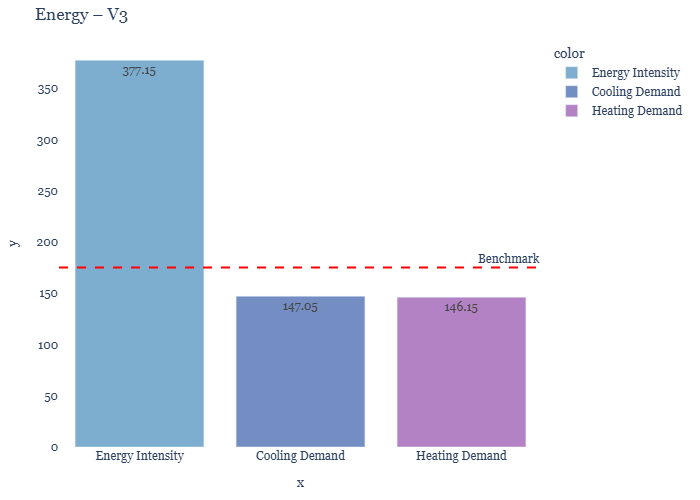 Energy – V3
color
Energy Intensity
Cooling Demand
Heating Demand
377.15
350
300
250
200
150
100
50
0
y
Benchmark
147.05
146.15
Energy Intensity Cooling Demand Heating Demand
x